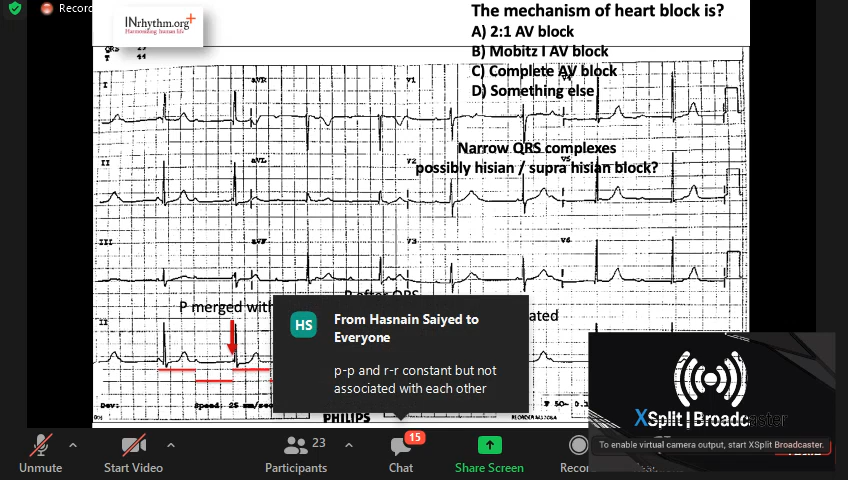 Recor
INrhythm.org
Harmonising human life
The mechanism of heart block is?
A) 2:1 AV block
B) Mobitz I AV block
C) Complete AV block
D) Something else
QRS
T 44
I
aVR
V1
V4
Narrow QRS complexes
possibly hisian / supra hisian block?
II
aVL
V2
V5
III
aVF
V3
V6
P merged with
P after QRS
ated
II
HS
From Hasnain Saiyed to
Everyone
p-p and r-r constant but not
associated with each other
XSplit Broadcaster
To enable virtual camera output, start XSplit Broadcaster.
Dev:
Speed: 25 mm/sec
PHILIPS
F 50~
Unmute
Start Video
23
Participants
15
Chat
Share Screen
Record